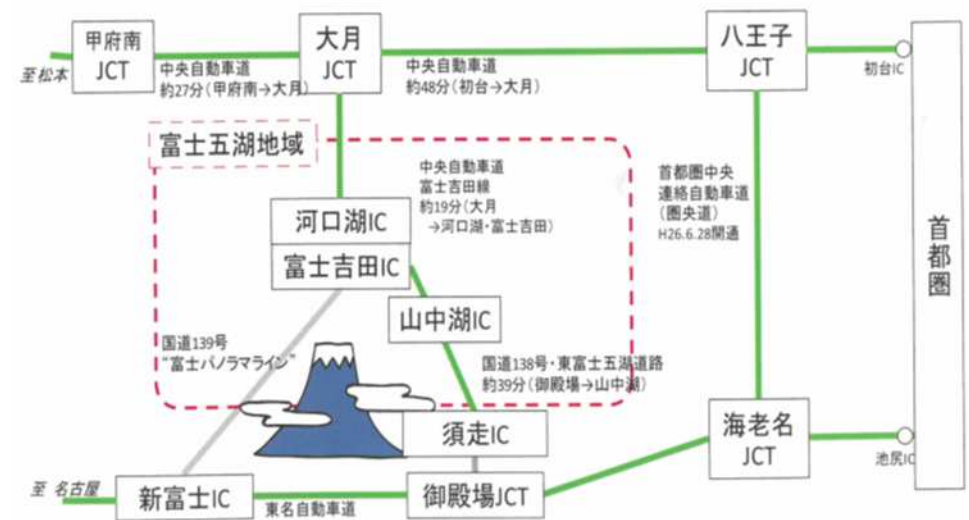 甲府南
JCT
大月
JCT
八王子
JCT
至松本
中央自動車道
約27分(甲府南→大月)
中央自動車道
約48分(初台→大月)
初台IC
富士五湖地域
中央自動車道
富士吉田線
約19分(大月
→河口湖・富士吉田)
首都圏中央
連絡自動車道
(圏央道)
H26.6.28開通
首都圏
河口湖IC
富士吉田IC
山中湖IC
国道139号
“富士パノラマライン”
国道138号・東富士五湖道路
約39分(御殿場→山中湖)
須走IC
海老名
JCT
池尻IC
至 名古屋
新富士IC
東名自動車道
御殿場JCT